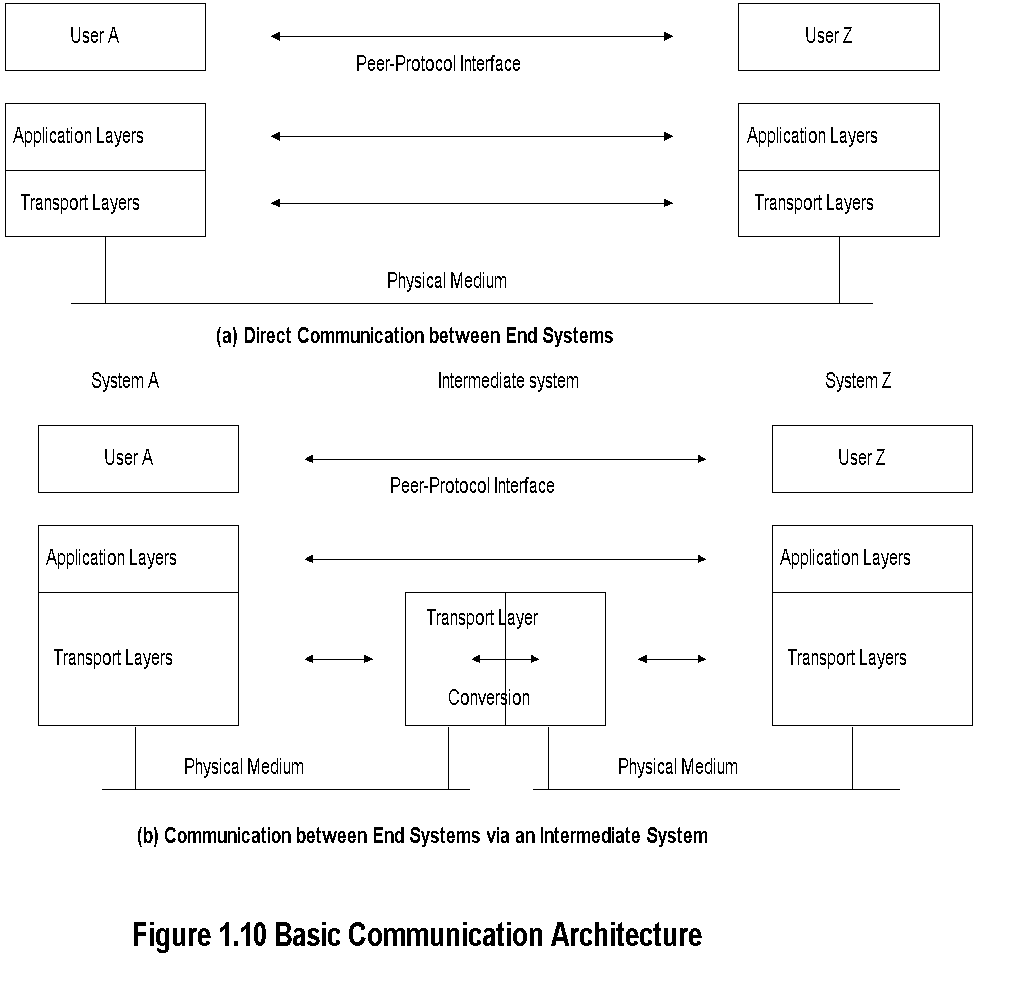 User A
User Z
Peer-Protocol Interface
Application Layers
Application Layers
Transport Layers
Transport Layers
Physical Medium
(a) Direct Communication between End Systems
System A
Intermediate system
System Z
User A
User Z
Peer-Protocol Interface
Application Layers
Application Layers
Transport Layer
Transport Layers
Transport Layers
Conversion
Physical Medium
Physical Medium
(b) Communication between End Systems via an Intermediate System
Figure 1.10 Basic Communication Architecture